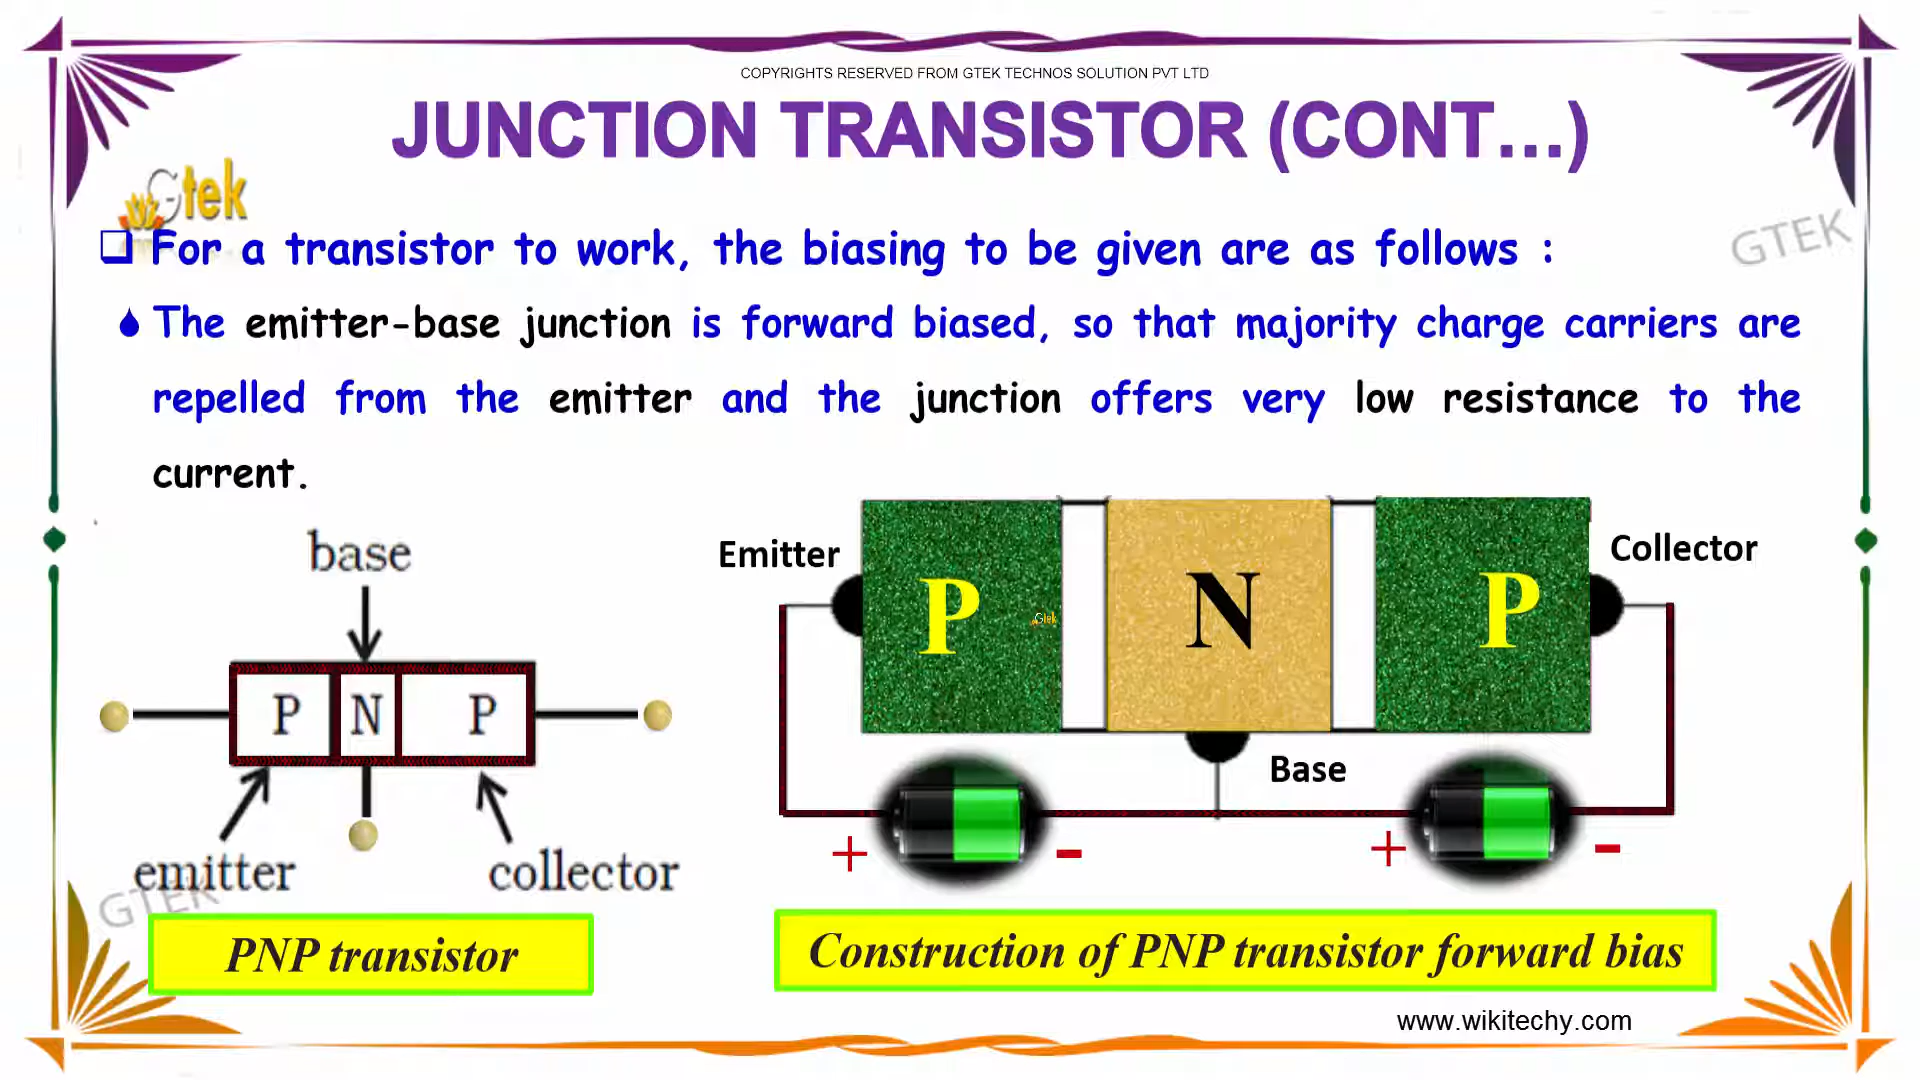 COPYRIGHTS RESERVED FROM GTEK TECHNOS SOLUTION PVT LTD
JUNCTION TRANSISTOR (CONT...)
Gtek
GTEK
❑ For a transistor to work, the biasing to be given are as follows :
The emitter-base junction is forward biased, so that majority charge carriers are
repelled from the emitter and the junction offers very low resistance to the
current.
base
P N P
emitter
collector
GTEK
PNP transistor
Emitter
Collector
P N P
Gtek
Base
+ - + -
Construction of PNP transistor forward bias
www.wikitechy.com